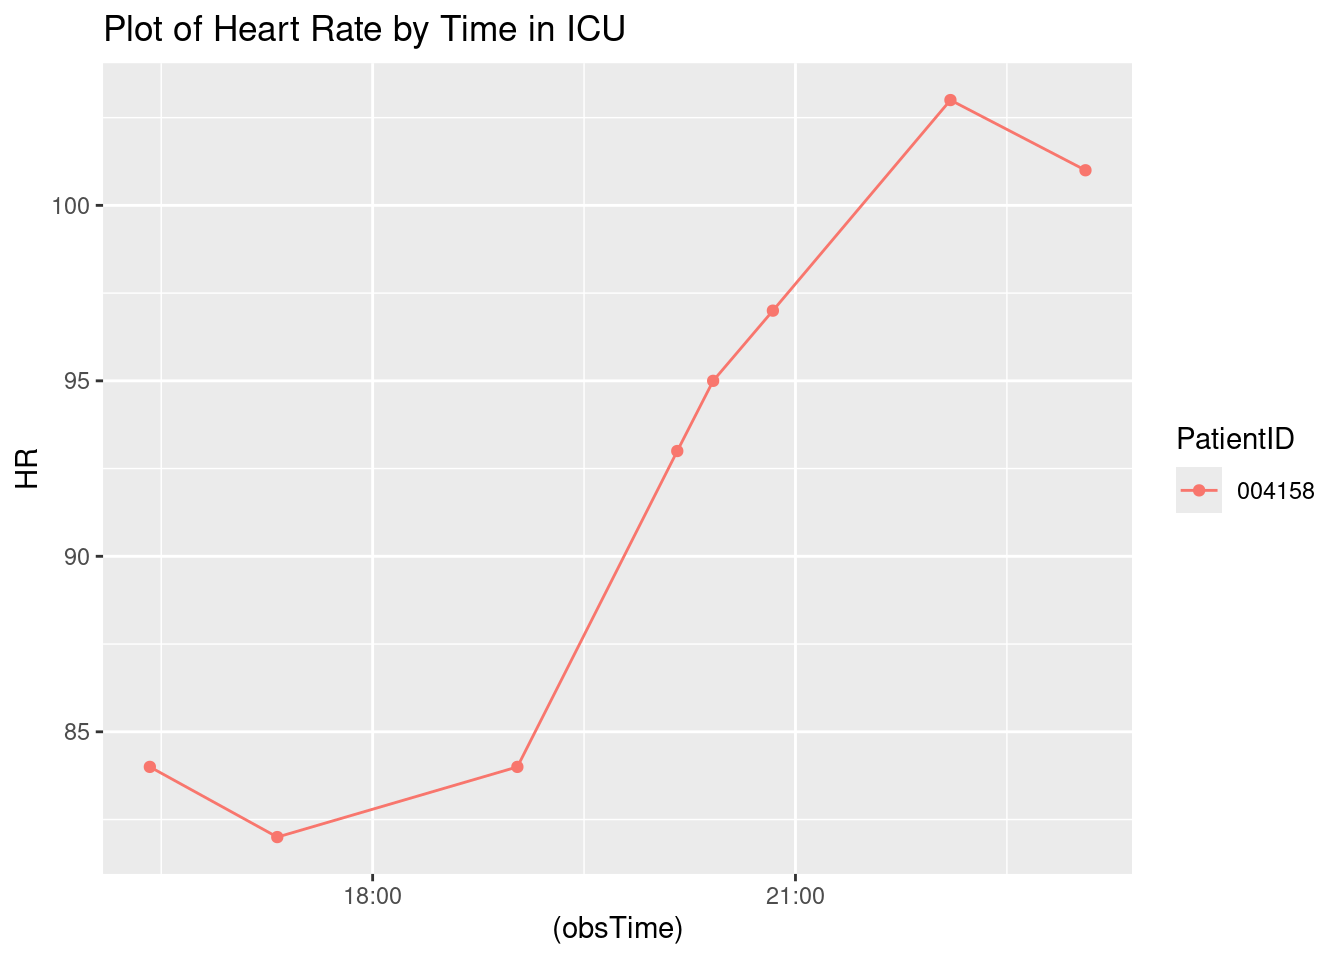 Plot of Heart Rate by Time in ICU
100
95
90
85
HR
18:00
21:00
(obsTime)
PatientID
004158